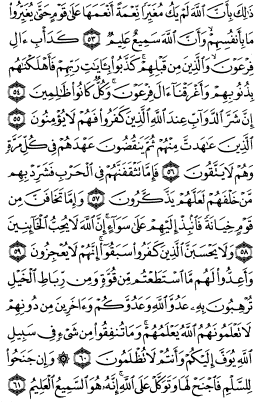 ذَٰلِكَ بِأَنَّ ٱللَّهَ لَمْ يَكُ مُغَيِّرًا نِّعْمَةً أَنْعَمَهَا عَلَىٰ قَوْمٍ حَتَّىٰ يُغَيِّرُوا۟
مَا بِأَنفُسِهِمْ ۙ وَأَنَّ ٱللَّهَ سَمِيعٌ عَلِيمٌ ۝٥٣ كَدَأْبِ ءَالِ
فِرْعَوْنَ ۙ وَٱلَّذِينَ مِن قَبْلِهِمْ ۚ كَذَّبُوا۟ بِـَٔايَٰتِ رَبِّهِمْ فَأَهْلَكْنَٰهُم
بِذُنُوبِهِمْ وَأَغْرَقْنَآ ءَالَ فِرْعَوْنَ ۚ وَكُلٌّ كَانُوا۟ ظَٰلِمِينَ ۝٥٤
إِنَّ شَرَّ ٱلدَّوَآبِّ عِندَ ٱللَّهِ ٱلَّذِينَ كَفَرُوا۟ فَهُمْ لَا يُؤْمِنُونَ ۝٥٥
ٱلَّذِينَ عَٰهَدتَّ مِنْهُمْ ثُمَّ يَنقُضُونَ عَهْدَهُمْ فِى كُلِّ مَرَّةٍ
وَهُمْ لَا يَتَّقُونَ ۝٥٦ فَإِمَّا تَثْقَفَنَّهُمْ فِى ٱلْحَرْبِ فَشَرِّدْ بِهِم
مَّنْ خَلْفَهُمْ لَعَلَّهُمْ يَذَّكَّرُونَ ۝٥٧ وَإِمَّا تَخَافَنَّ مِن
قَوْمٍ خِيَانَةً فَٱنۢبِذْ إِلَيْهِمْ عَلَىٰ سَوَآءٍ ۚ إِنَّ ٱللَّهَ لَا يُحِبُّ ٱلْخَآئِنِينَ
۝٥٨ وَلَا يَحْسَبَنَّ ٱلَّذِينَ كَفَرُوا۟ سَبَقُوٓا۟ ۚ إِنَّهُمْ لَا يُعْجِزُونَ ۝٥٩
وَأَعِدُّوا۟ لَهُم مَّا ٱسْتَطَعْتُم مِّن قُوَّةٍ وَمِن رِّبَاطِ ٱلْخَيْلِ
تُرْهِبُونَ بِهِۦ عَدُوَّ ٱللَّهِ وَعَدُوَّكُمْ وَءَاخَرِينَ مِن دُونِهِمْ
لَا تَعْلَمُونَهُمُ ٱللَّهُ يَعْلَمُهُمْ ۚ وَمَا تُنفِقُوا۟ مِن شَىْءٍ فِى سَبِيلِ
ٱللَّهِ يُوَفَّ إِلَيْكُمْ وَأَنتُمْ لَا تُظْلَمُونَ ۝٦٠ ۞ وَإِن جَنَحُوا۟
لِلسَّلْمِ فَٱجْنَحْ لَهَا وَتَوَكَّلْ عَلَى ٱللَّهِ ۚ إِنَّهُۥ هُوَ ٱلسَّمِيعُ ٱلْعَلِيمُ ۝٦١